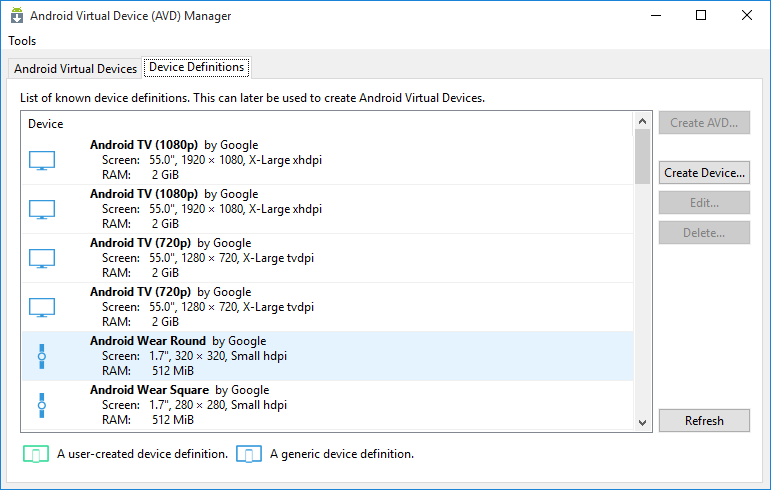 Android Virtual Device (AVD) Manager
Tools
Android Virtual Devices
Device Definitions
List of known device definitions. This can later be used to create Android Virtual Devices.
Device
Android TV (1080p) by Google
Screen: 55.0", 1920 × 1080, X-Large xhdpi
RAM: 2 GiB
Android TV (1080p) by Google
Screen: 55.0", 1920 × 1080, X-Large xhdpi
RAM: 2 GiB
Android TV (720p) by Google
Screen: 55.0", 1280 × 720, X-Large tvdpi
RAM: 2 GiB
Android TV (720p) by Google
Screen: 55.0", 1280 × 720, X-Large tvdpi
RAM: 2 GiB
Android Wear Round by Google
Screen: 1.7", 320 × 320, Small hdpi
RAM: 512 MiB
Android Wear Square by Google
Screen: 1.7", 280 × 280, Small hdpi
RAM: 512 MiB
Create AVD...
Create Device...
Edit...
Delete...
Refresh
A user-created device definition.
A generic device definition.